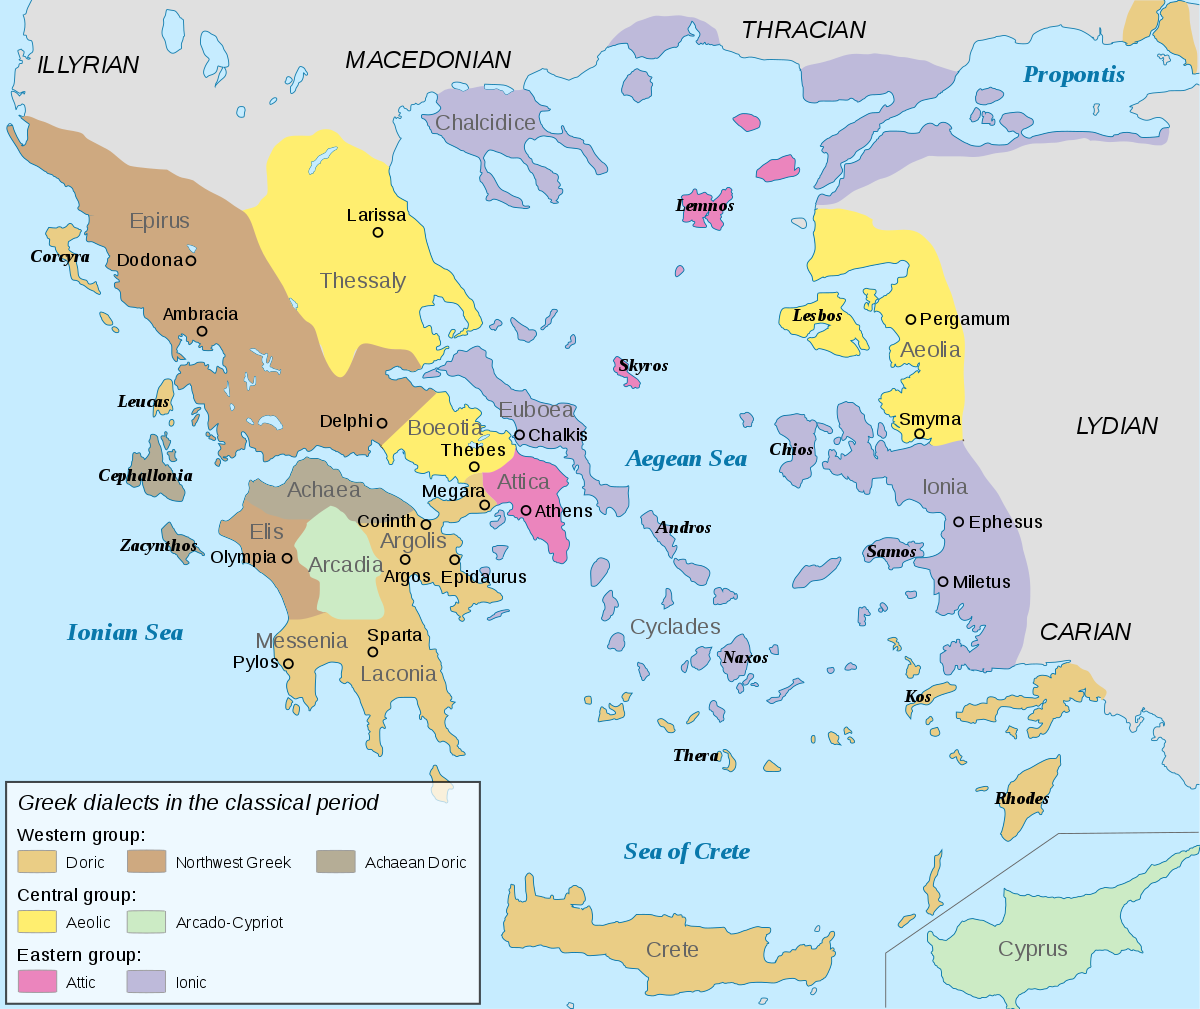 THRACIAN
ILLYRIAN
MACEDONIAN
Propontis
Chalcidice
Lemnos
Larissa
Epirus
Corcyra
Dodona
Thessaly
Ambracia
Lesbos
Pergamum
Aeolia
Skyros
Leucas
Delphi
Euboea
Boeotia
Chalkis
Smyrna
LYDIAN
Thebes
Chios
Aegean Sea
Cephallonia
Achaea
Megara
Attica
Ionia
Athens
Corinth
Ephesus
Andros
Elis
Argolis
Zacynthos
Olympia
Arcadia
Argos
Epidaurus
Samos
Miletus
Ionian Sea
Messenia
Sparta
Cyclades
CARIAN
Pylos
Laconia
Naxos
Kos
Thera
Rhodes
Sea of Crete
Crete
Cyprus
Greek dialects in the classical period
Western group:
Doric Northwest Greek Achaean Doric
Central group:
Aeolic Arcado-Cypriot
Eastern group:
Attic Ionic